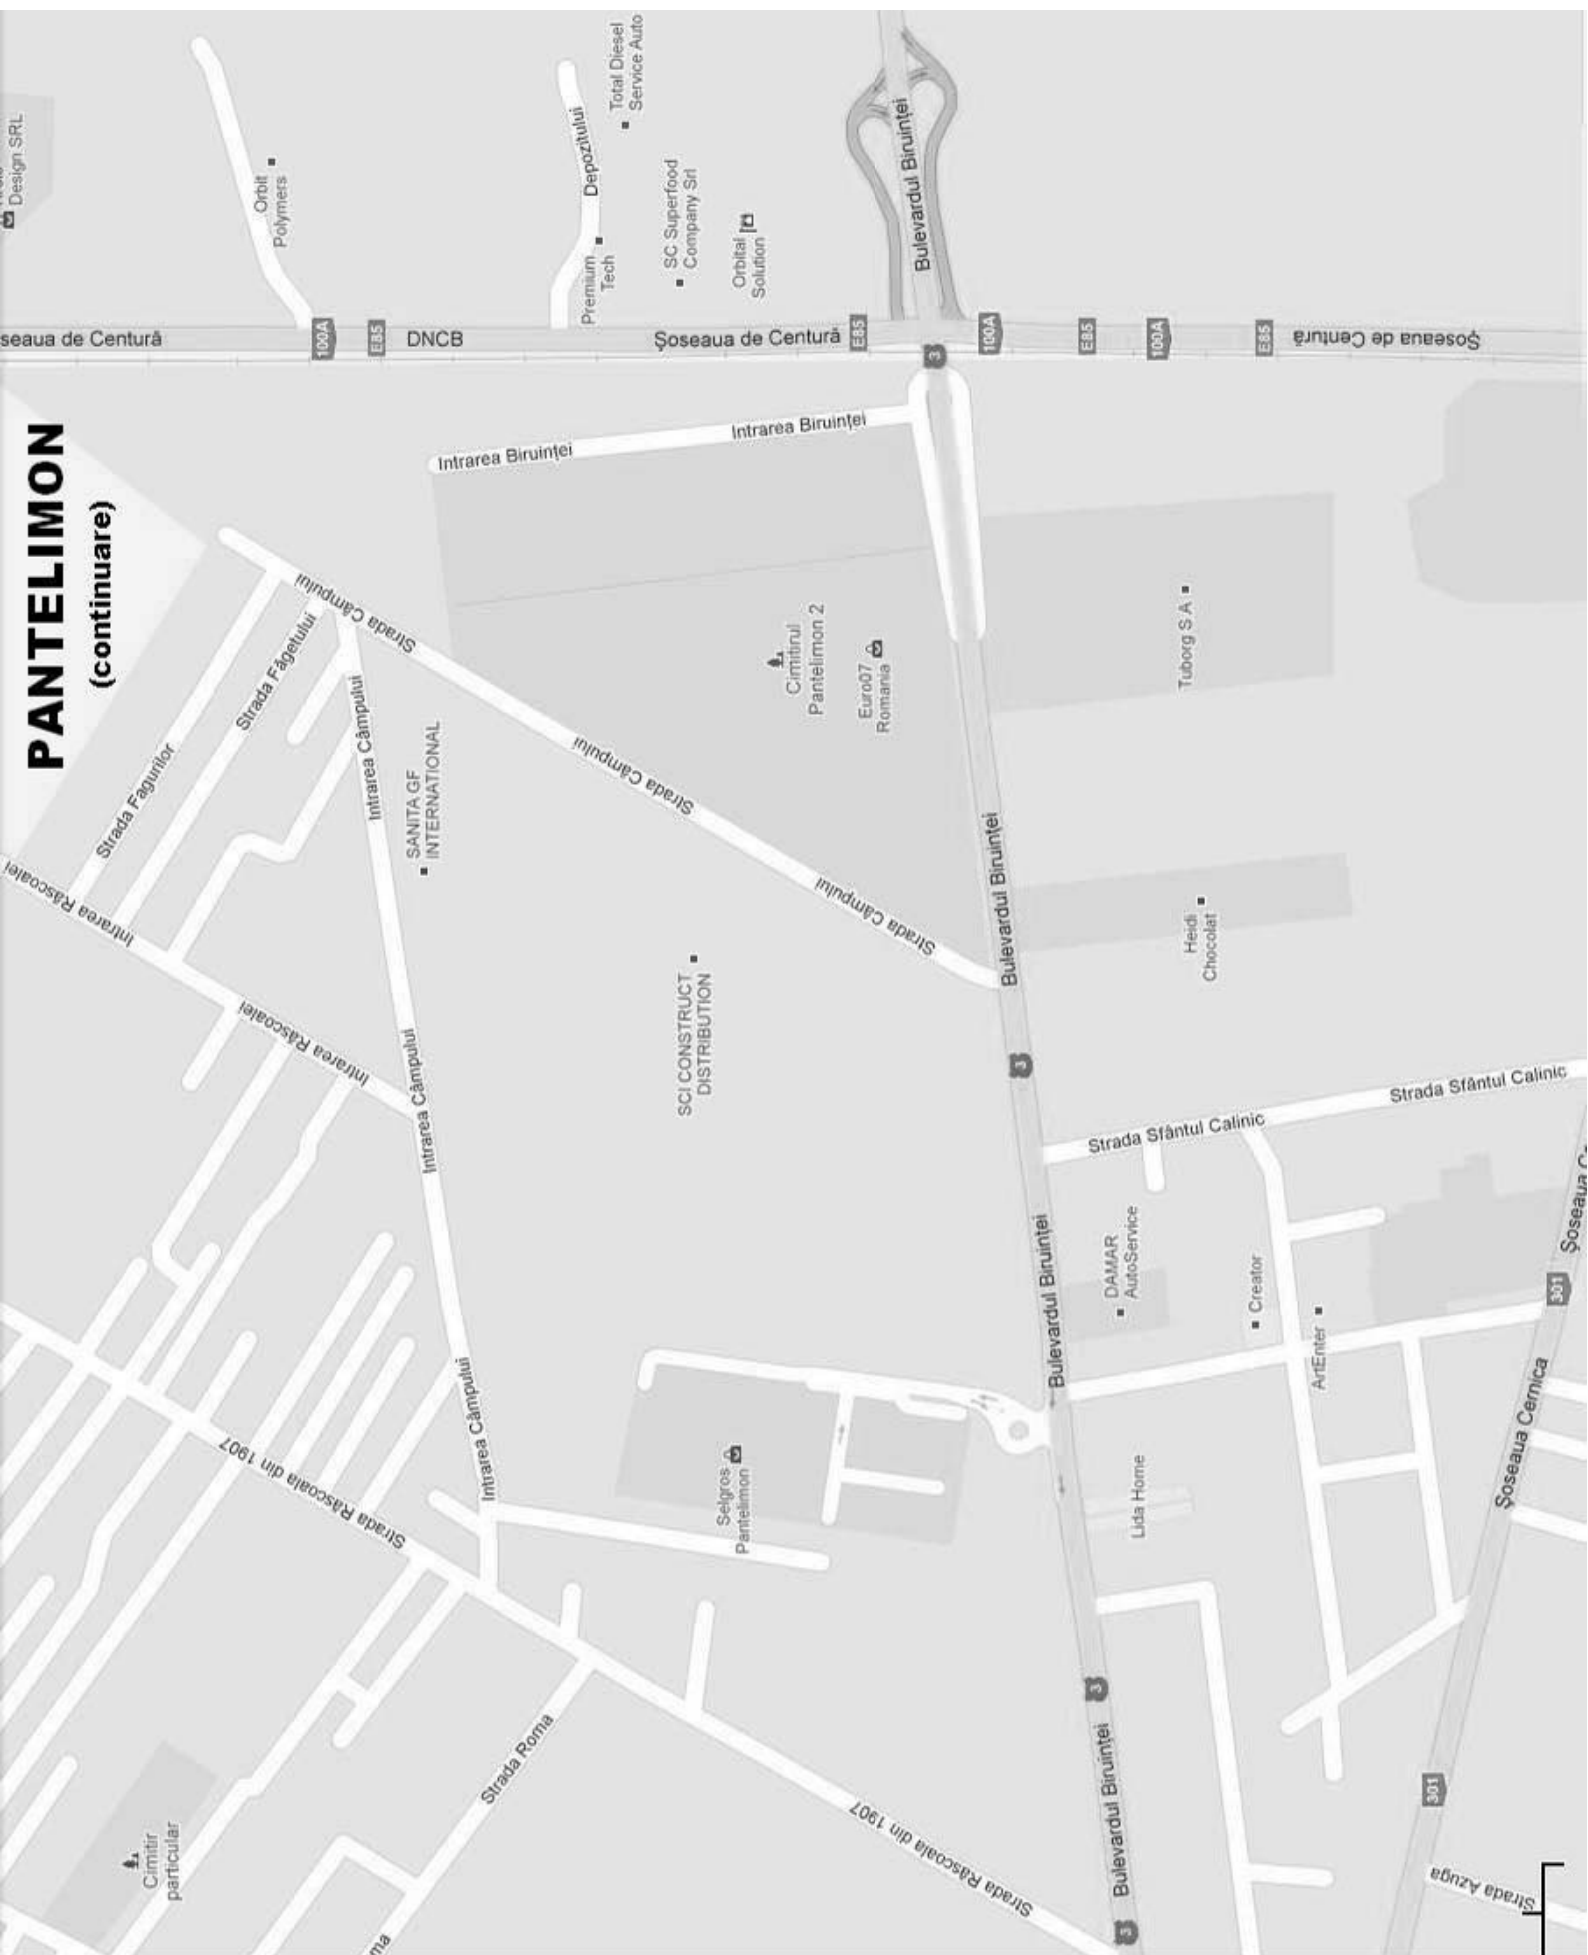 PANTELIMON
(continuare)
Design SRL
Orbit
Polymers
Depozitului
Total Diesel
Service Auto
Premium
Tech
SC Superfood
Company Srl
Orbital
Solution
Bulevardul Biruinței
seaua de Centură
100A
E85
DNCB
Șoseaua de Centură
E85
3
100A
E85
100A
E85
Șoseaua de Centură
Intrarea Biruinței
Intrarea Biruinței
Strada Câmpului
Strada Făgetului
Strada Fagurilor
Intrarea Câmpului
SANITA GF
INTERNATIONAL
Strada Câmpului
Cimitirul
Pantelimon 2
Euro07
Romania
Tuborg S A
Intrarea Răscoalei
Strada Câmpului
Bulevardul Biruinței
Heidi
Chocolat
Intrarea Răscoalei
Intrarea Câmpului
SCI CONSTRUCT
DISTRIBUTION
3
Strada Sfântul Calinic
Strada Sfântul Calinic
Bulevardul Biruinței
DAMAR
AutoService
Creator
ArtEnter
301
Șoseaua
Strada Răscoala din 1907
Intrarea Câmpului
Selgros
Pantelimon
Lida Home
Șoseaua Cernica
Strada Roma
3
Bulevardul Biruinței
301
Cimitir
particular
Strada Răscoala din 1907
3
Strada Azuga
ma